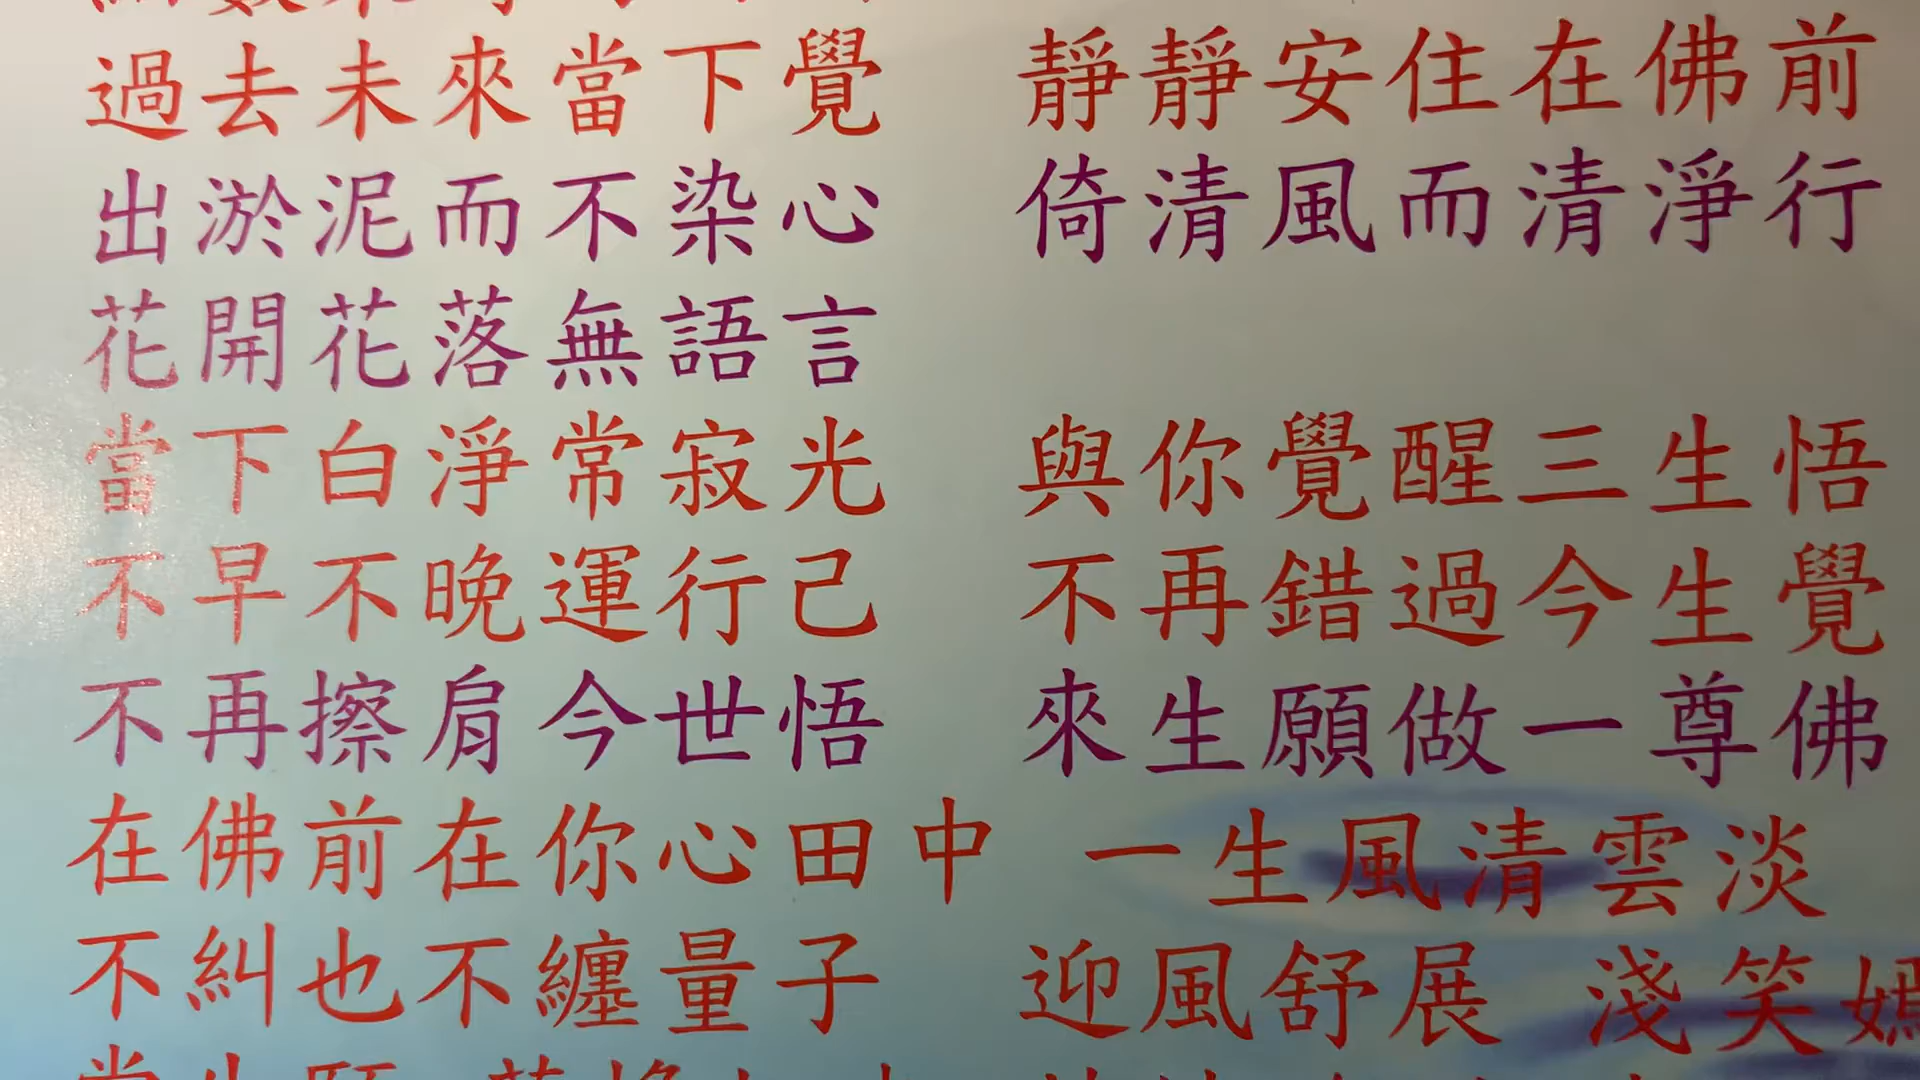 過去未來當下覺 靜靜安住在佛前
出淤泥而不染心 倚清風而清淨行
花開花落無語言
當下白淨常寂光 與你覺醒三生悟
不早不晚運行己 不再錯過今生覺
不再擦肩今世悟 來生願做一尊佛
在佛前在你心田中 一生風清雲淡
不糾也不纏量子 迎風舒展 淺笑嫣